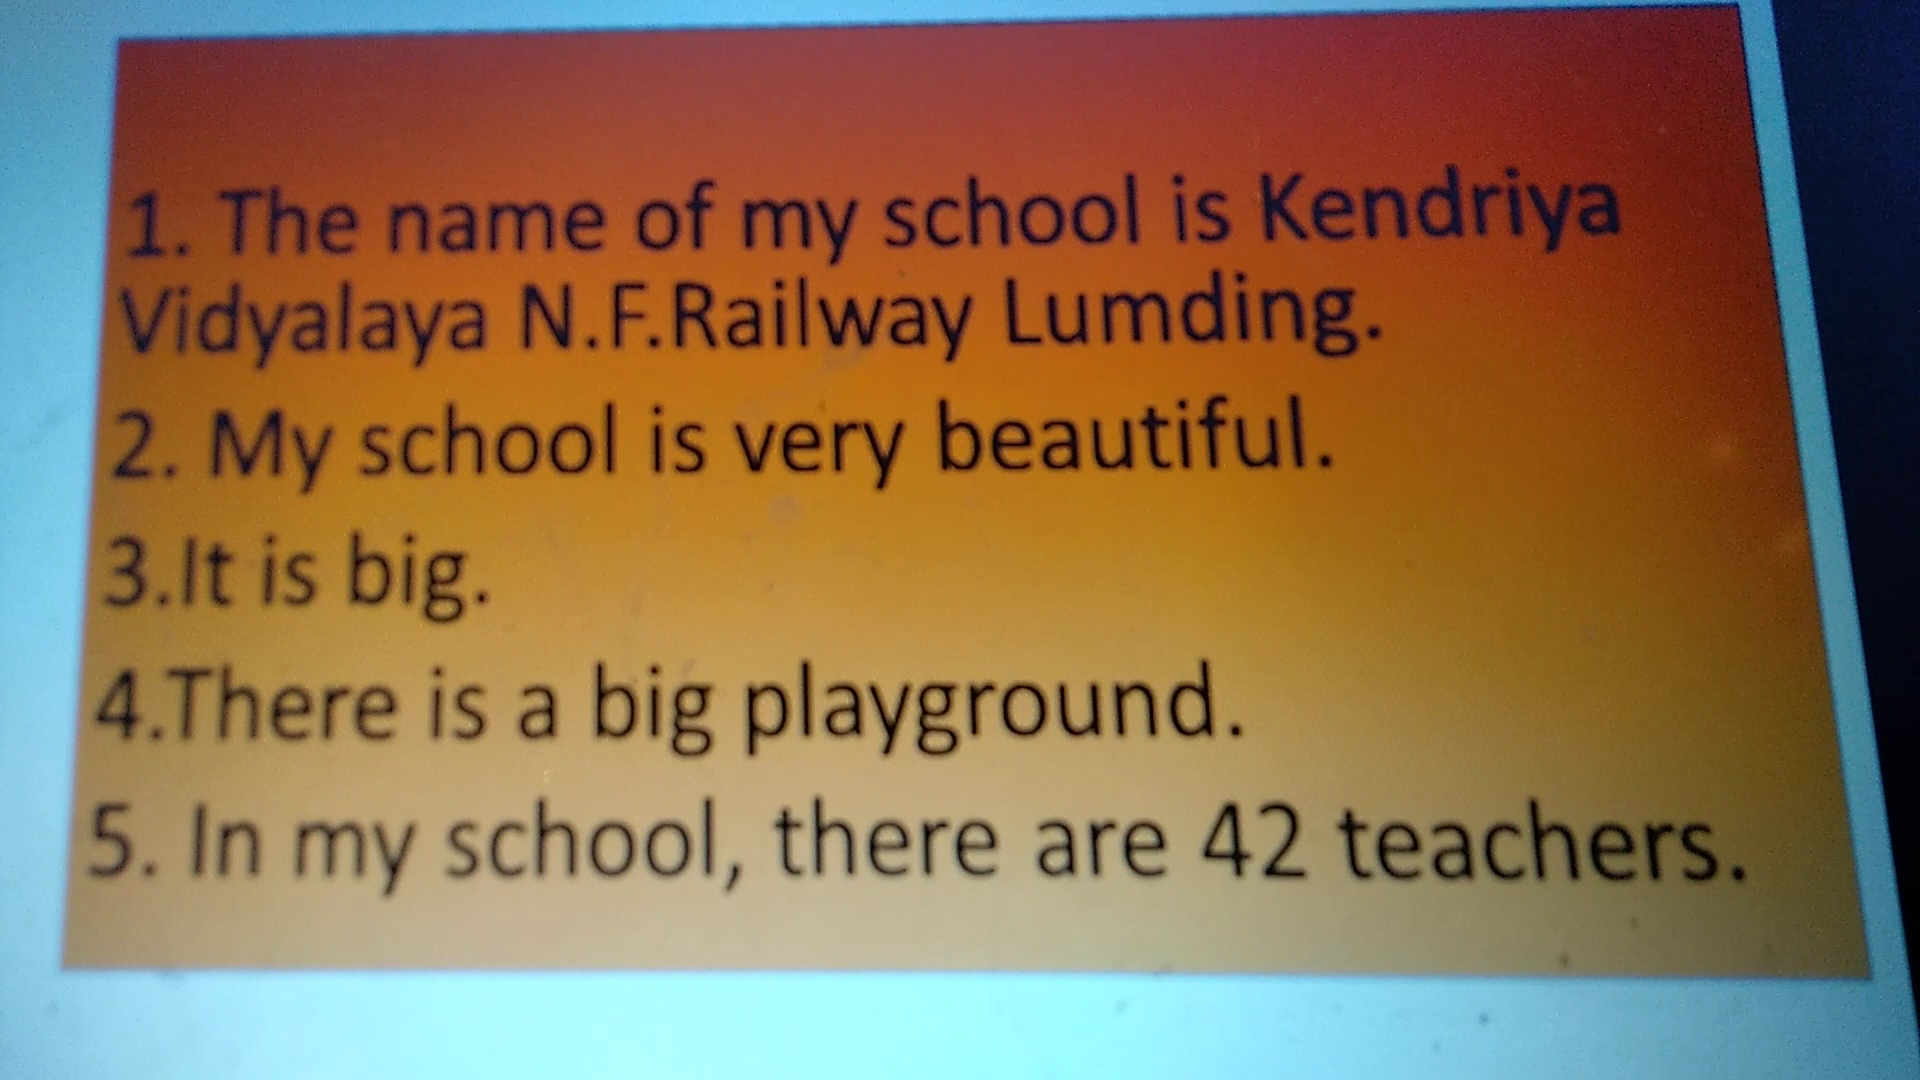 1. The name of my school is Kendriya
Vidyalaya N.F.Railway Lumding.
2. My school is very beautiful.
3.It is big.
4.There is a big playground.
5. In my school, there are 42 teachers.